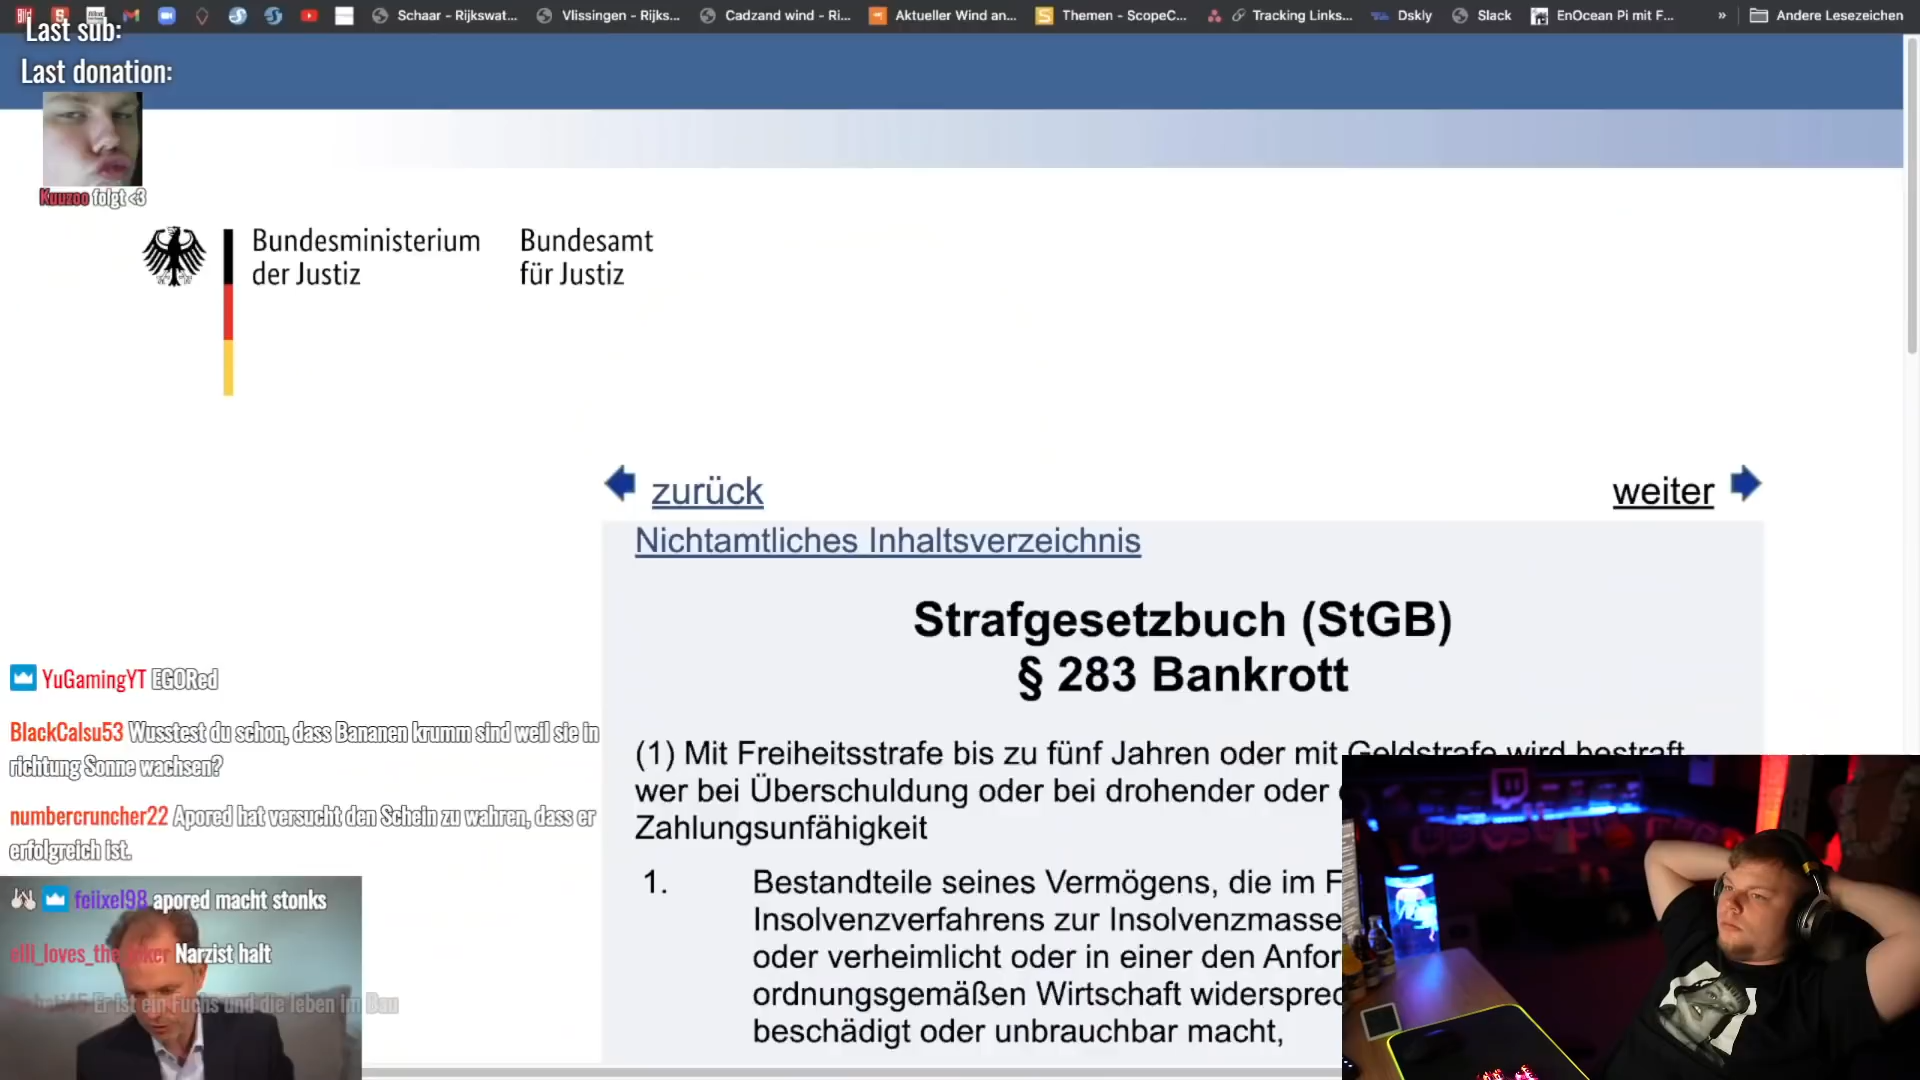 Schaar - Rijkswat...
Vlissingen - Rijks...
Cadzand wind - Ri...
Aktueller Wind an...
Themen - ScopeC...
Tracking Links...
Dskly
Slack
EnOcean Pi mit F...
»
Andere Lesezeichen
Last sub:
Last donation:
Kuuzoo folgt <3
Bundesministerium
der Justiz
Bundesamt
für Justiz
zurück
weiter
Nichtamtliches Inhaltsverzeichnis
Strafgesetzbuch (StGB)
§ 283 Bankrott
(1) Mit Freiheitsstrafe bis zu fünf Jahren oder mit Geldstrafe wird bestraft
wer bei Überschuldung oder bei drohender oder
Zahlungsunfähigkeit
1. Bestandteile seines Vermögens, die im F
Insolvenzverfahrens zur Insolvenzmasse
oder verheimlicht oder in einer den Anfor
ordnungsgemäßen Wirtschaft widersprec
beschädigt oder unbrauchbar macht,
YuGamingYT EGORed
BlackCalsu53 Wusstest du schon, dass Bananen krumm sind weil sie in
richtung Sonne wachsen?
numbercruncher22 Apored hat versucht den Schein zu wahren, dass er
erfolgreich ist.
feiixel98 apored macht stonks
Narzist halt
Er ist ein Fuchs und die leben im Bau